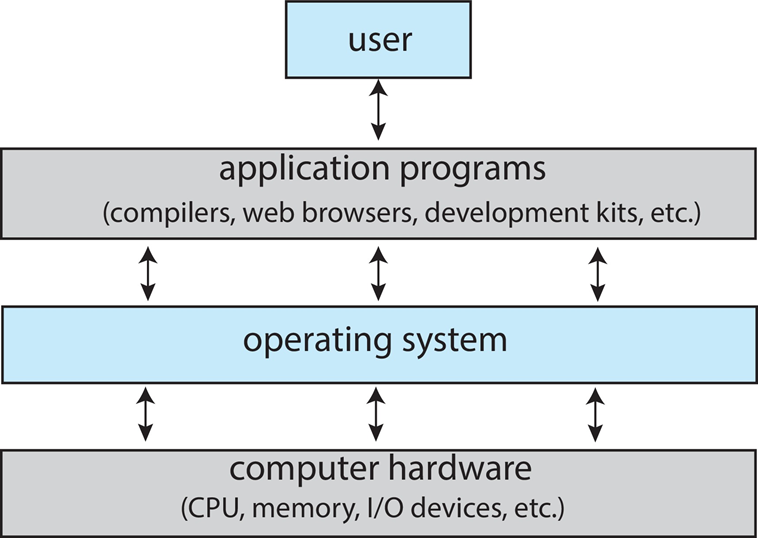 user
application programs
(compilers, web browsers, development kits, etc.)
operating system
computer hardware
(CPU, memory, I/O devices, etc.)